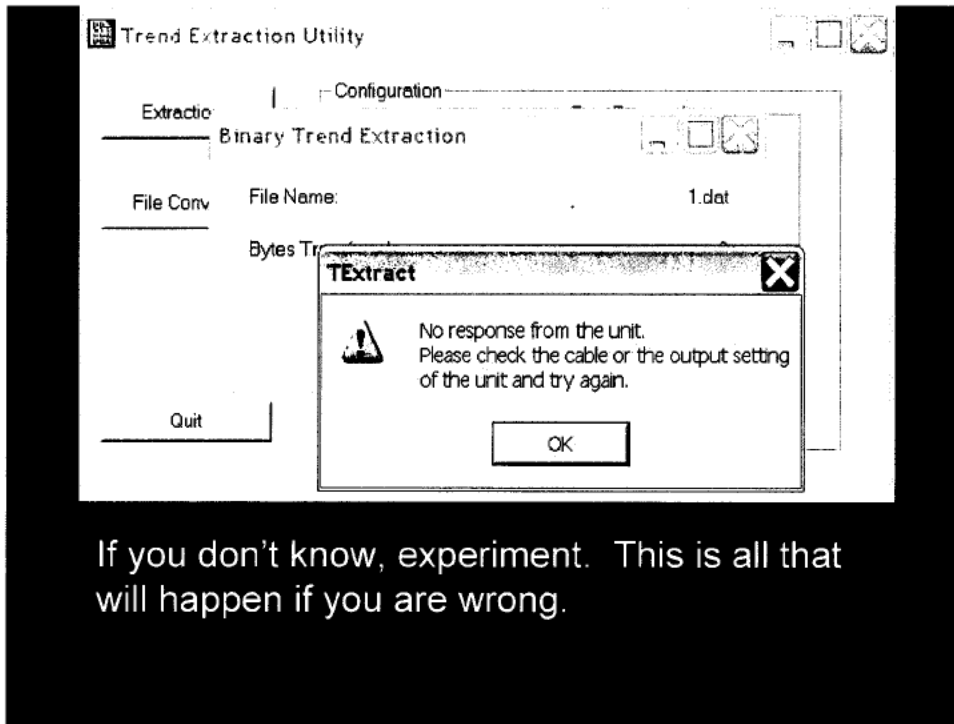 Trend Extraction Utility
Configuration
Extractio
Binary Trend Extraction
File Conv
File Name: 1.dat
Bytes Tr
TExtract
No response from the unit.
Please check the cable or the output setting
of the unit and try again.
OK
Quit
If you don't know, experiment. This is all that
will happen if you are wrong.